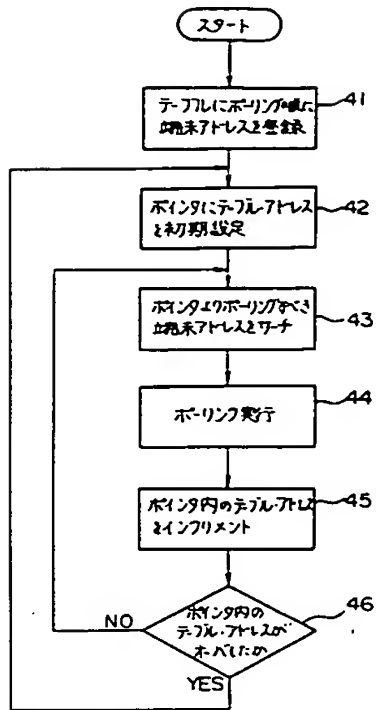 スタート
テーブルにポーリング順に
端末アドレスを登録
41
ポインタにテーブル・アドレス
を初期設定
42
ポインタよりポーリングすべき
端末アドレスをサーチ
43
ポーリング実行
44
ポインタ内のテーブル・アドレス
をインクリメント
45
ポインタ内の
テーブル・アドレスが
オーバしたか
46
NO
YES